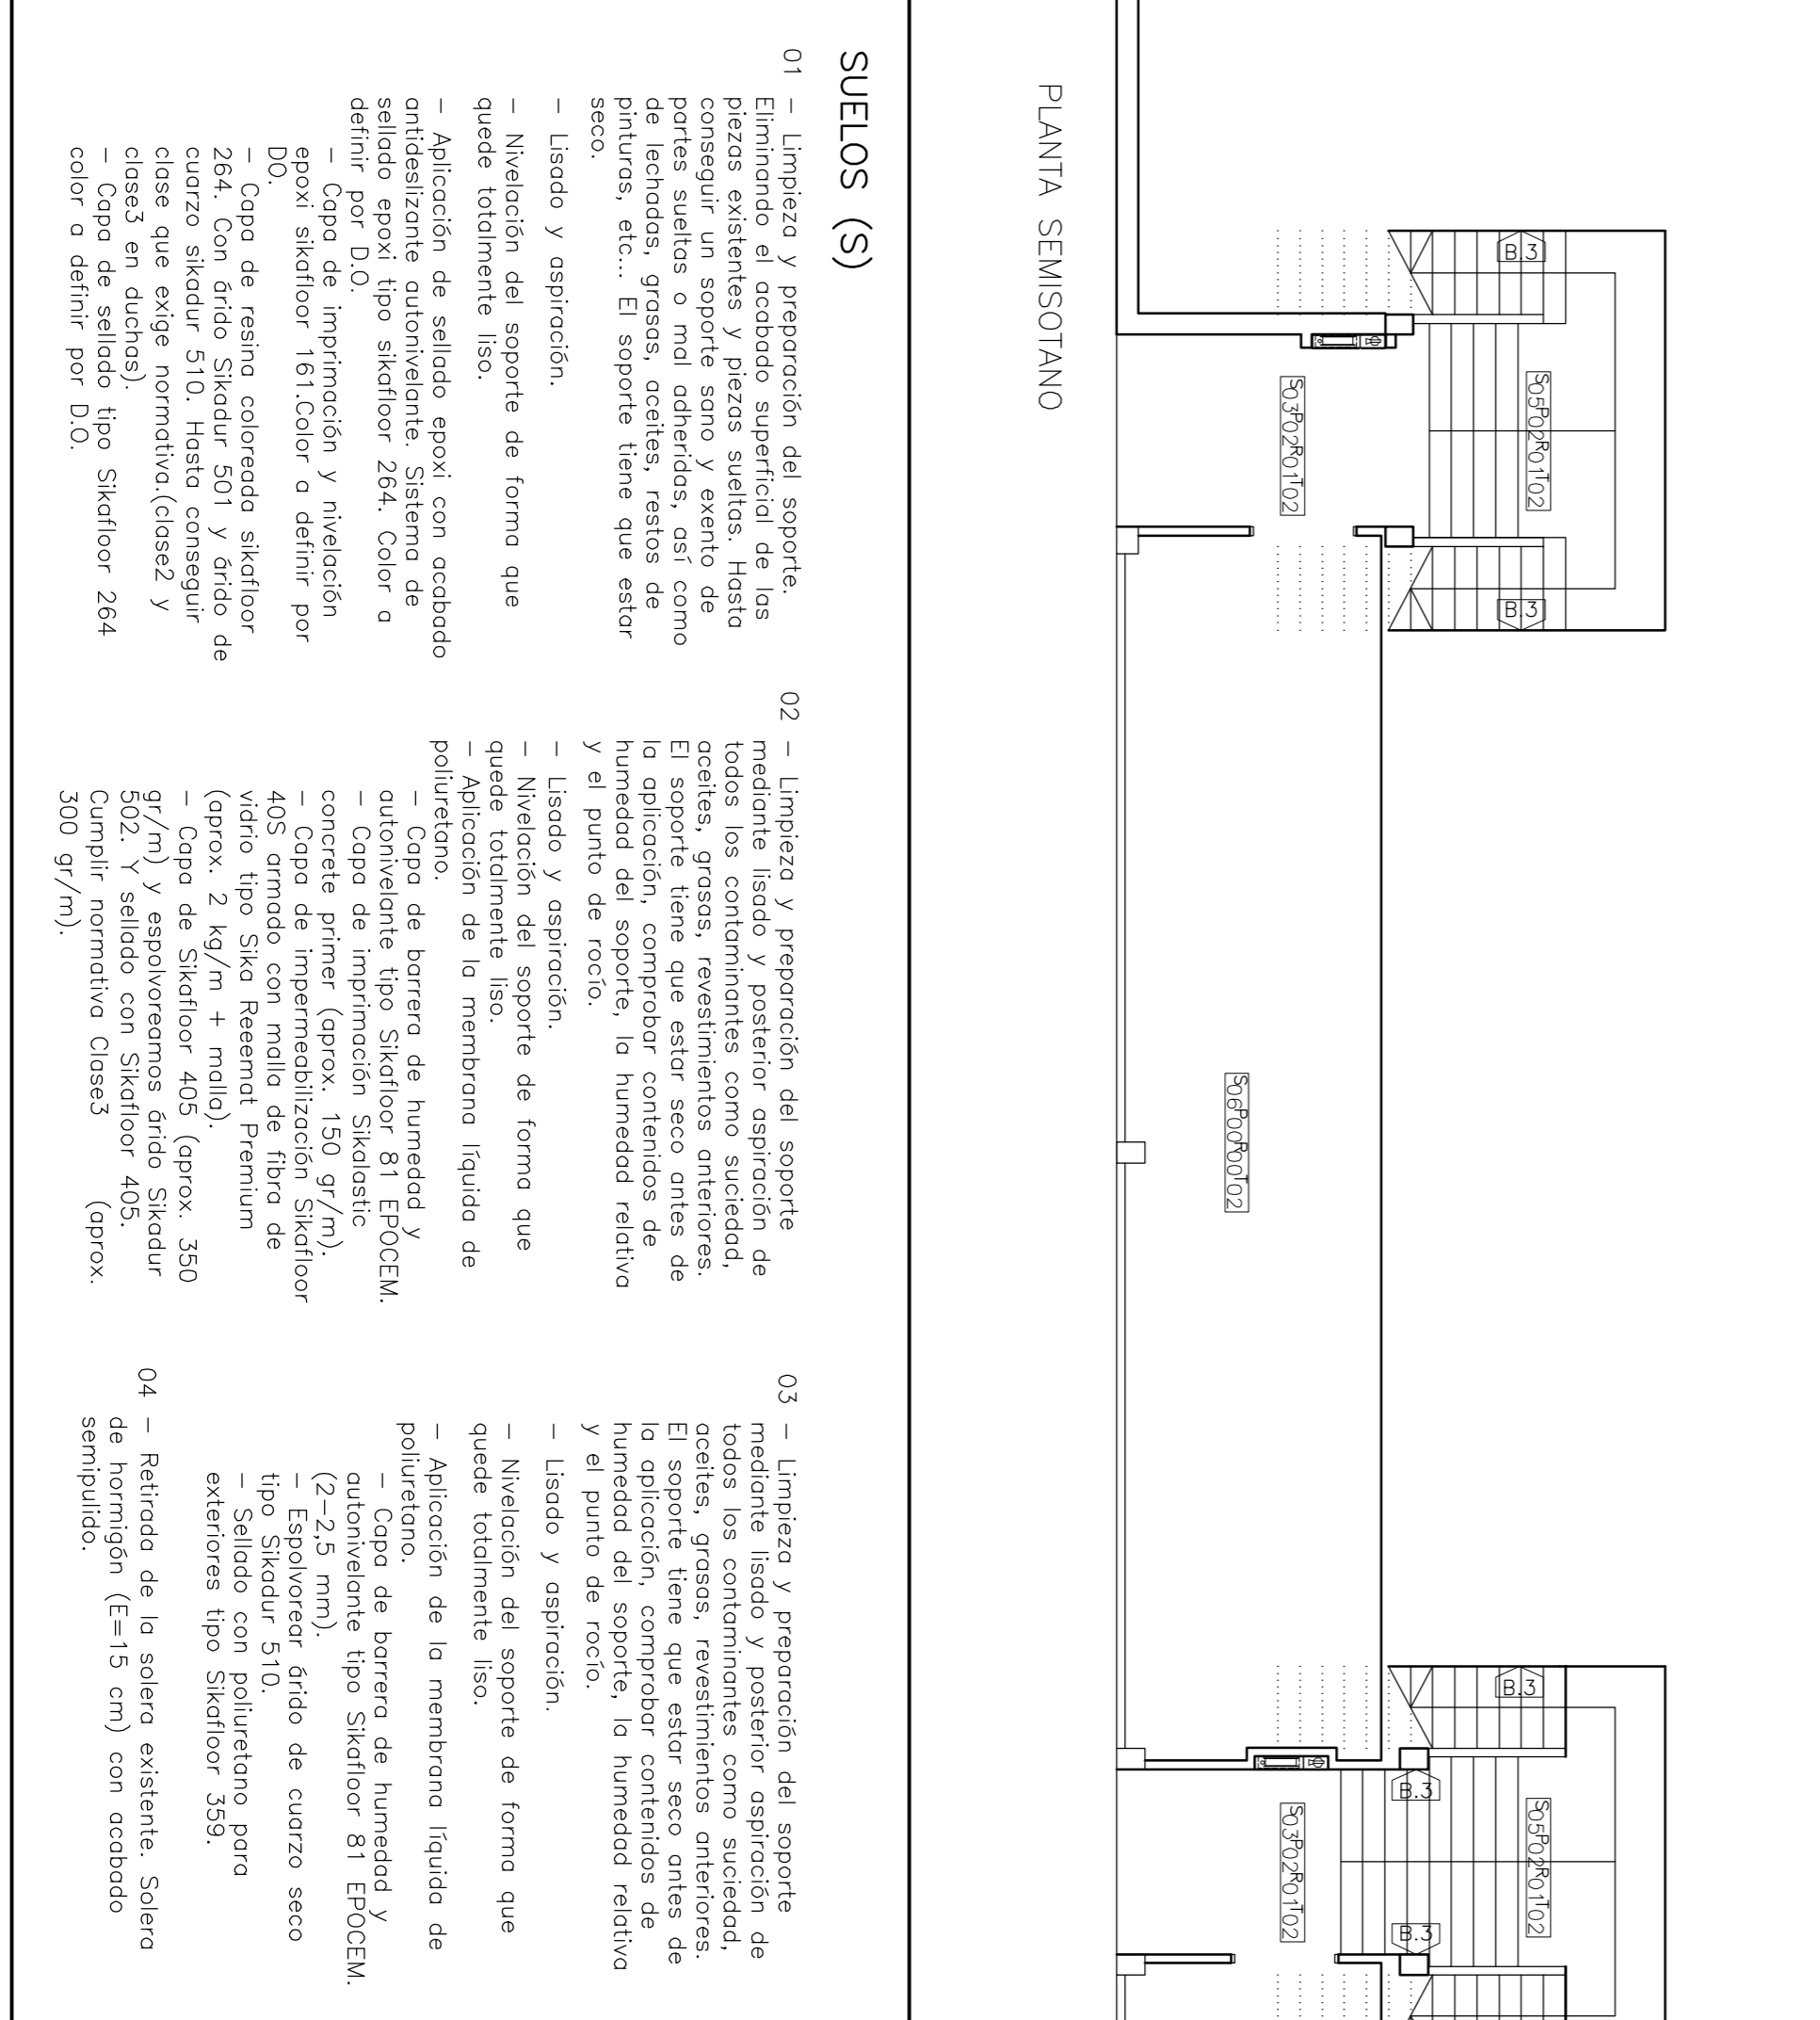 B.3
B.3
B.3
S05P02R01T02
S05P02R01T02
B.3
B.3
S03P02R01T02
S03P02R01T02
S06P00R00T02
PLANTA SEMISOTANO
SUELOS (S)
01 – Limpieza y preparación del soporte.
Eliminando el acabado superficial de las
piezas existentes y piezas sueltas. Hasta
conseguir un soporte sano y exento de
partes sueltas o mal adheridas, así como
de lechadas, grasas, aceites, restos de
pinturas, etc... El soporte tiene que estar
seco.
– Lisado y aspiración.
– Nivelación del soporte de forma que
quede totalmente liso.
– Aplicación de sellado epoxi con acabado
antideslizante autonivelante. Sistema de
sellado epoxi tipo sikafloor 264. Color a
definir por D.O.
– Capa de imprimación y nivelación
epoxi sikafloor 161.Color a definir por
DO.
– Capa de resina coloreada sikafloor
264. Con árido Sikadur 501 y árido de
cuarzo sikadur 510. Hasta conseguir
clase que exige normativa.(clase2 y
clase3 en duchas).
– Capa de sellado tipo Sikafloor 264
color a definir por D.O.
02 – Limpieza y preparación del soporte
mediante lisado y posterior aspiración de
todos los contaminantes como suciedad,
aceites, grasas, revestimientos anteriores.
El soporte tiene que estar seco antes de
la aplicación, comprobar contenidos de
humedad del soporte, la humedad relativa
y el punto de rocío.
– Lisado y aspiración.
– Nivelación del soporte de forma que
quede totalmente liso.
– Aplicación de la membrana líquida de
poliuretano.
– Capa de barrera de humedad y
autonivelante tipo Sikafloor 81 EPOCEM.
– Capa de imprimación Sikalastic
concrete primer (aprox. 150 gr/m).
– Capa de impermeabilización Sikafloor
40S armado con malla de fibra de
vidrio tipo Sika Reeemat Premium
(aprox. 2 kg/m + malla).
– Capa de Sikafloor 405 (aprox. 350
gr/m) y espolvoreamos árido Sikadur
502. Y sellado con Sikafloor 405.
Cumplir normativa Clase3 (aprox.
300 gr/m).
03 – Limpieza y preparación del soporte
mediante lisado y posterior aspiración de
todos los contaminantes como suciedad,
aceites, grasas, revestimientos anteriores.
El soporte tiene que estar seco antes de
la aplicación, comprobar contenidos de
humedad del soporte, la humedad relativa
y el punto de rocío.
– Lisado y aspiración.
– Nivelación del soporte de forma que
quede totalmente liso.
– Aplicación de la membrana líquida de
poliuretano.
– Capa de barrera de humedad y
autonivelante tipo Sikafloor 81 EPOCEM.
(2–2,5 mm).
– Espolvorear árido de cuarzo seco
tipo Sikadur 510.
– Sellado con poliuretano para
exteriores tipo Sikafloor 359.
04 – Retirada de la solera existente. Solera
de hormigón (E=15 cm) con acabado
semipulido.